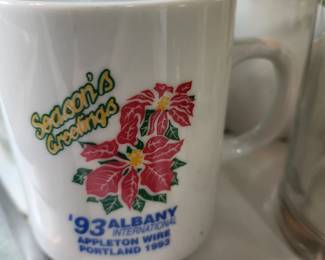 Season's
Greetings
'93 ALBANY
INTERNATIONAL
APPLETON WIRE
PORTLAND 1993